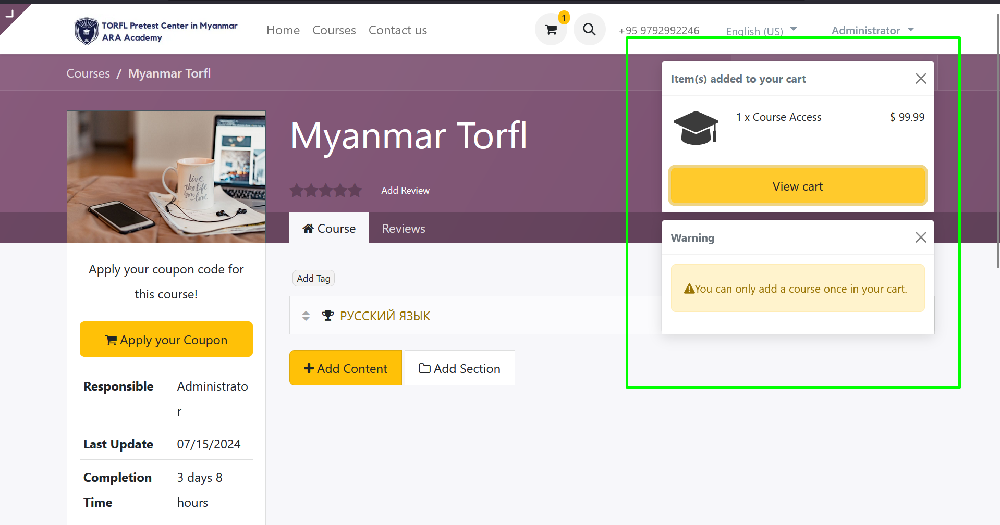 TORFL Pretest Center in Myanmar
ARA Academy
Home Courses Contact us
1
+95 9792992246
English (US)
Administrator
Courses / Myanmar Torfl
Item(s) added to your cart
1 x Course Access $ 99.99
View cart
Warning
You can only add a course once in your cart.
live
the life
you love
Myanmar Torfl
Add Review
Course Reviews
Apply your coupon code for
this course!
Apply your Coupon
Responsible Administrato
r
Last Update 07/15/2024
Completion 3 days 8
Time hours
Add Tag
РУССКИЙ ЯЗЫК
Add Content Add Section